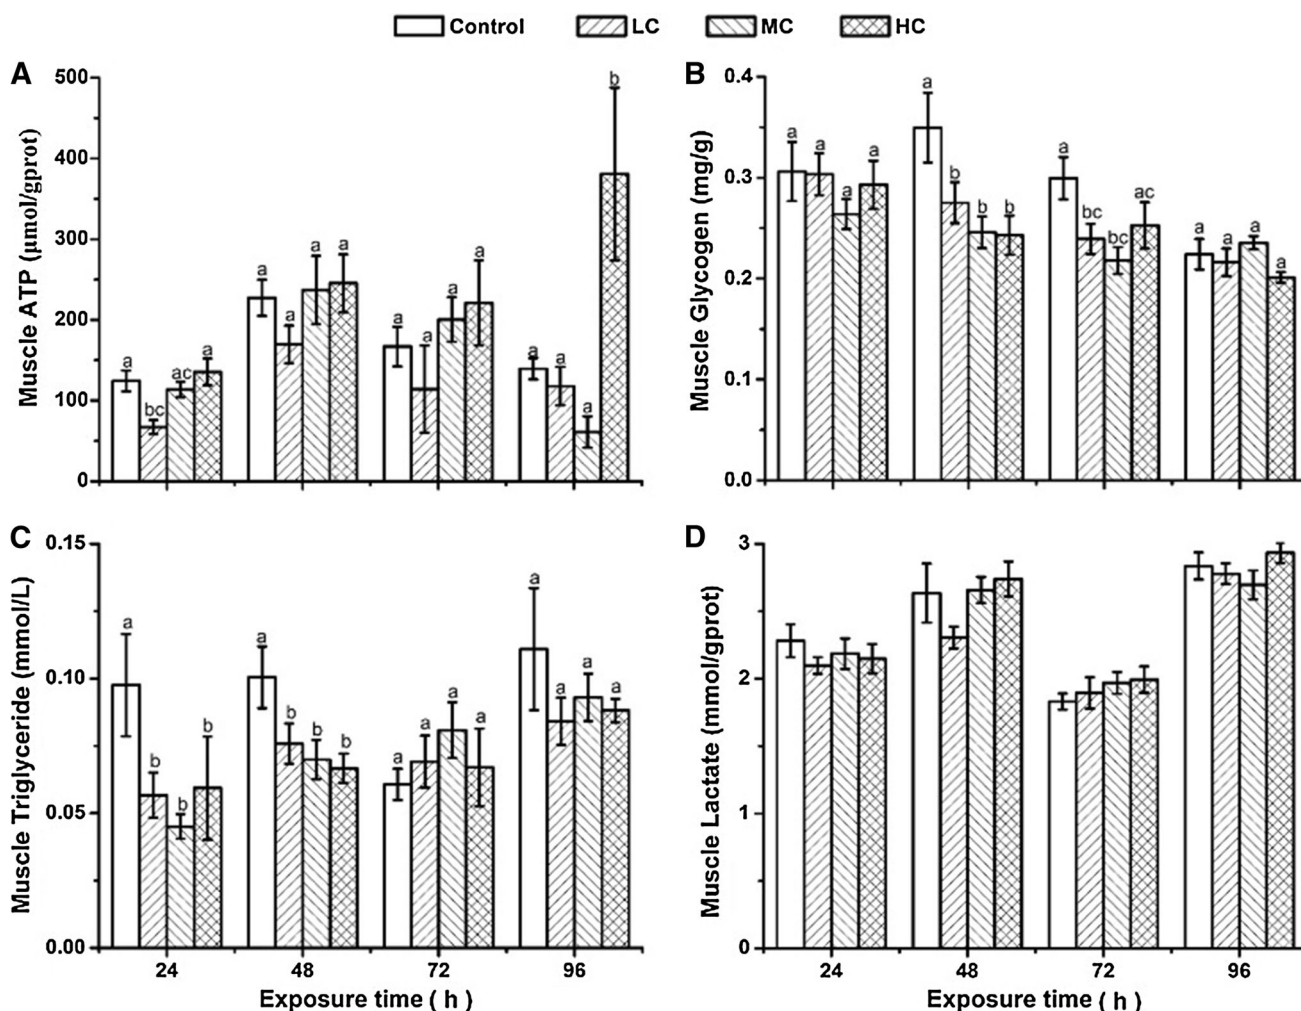 Control LC MC HC
A
500
400
300
200
100
0
Muscle ATP (μmol/gprot)
a bc ac a
a a a a
a a a a
a a a b
B
0.4
0.3
0.2
0.1
0.0
Muscle Glycogen (mg/g)
a a a a
a b b b
a bc bc ac
a a a a
C
0.15
0.10
0.05
0.00
Muscle Triglyceride (mmol/L)
a b b b
a b b b
a a a a
a a a a
24 48 72 96
Exposure time ( h )
D
3
2
1
0
Muscle Lactate (mmol/gprot)
24 48 72 96
Exposure time ( h )